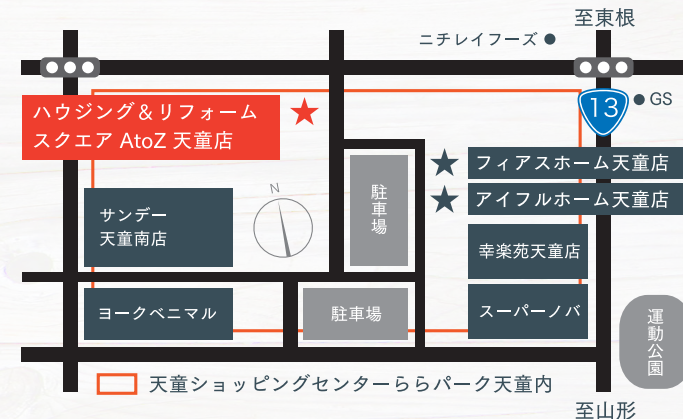 至東根
ニチレイフーズ
13
GS
ハウジング＆リフォーム
スクエア AtoZ 天童店
フィアスホーム天童店
アイフルホーム天童店
駐車場
N
サンデー
天童南店
幸楽苑天童店
ヨークベニマル
駐車場
スーパーノバ
運動公園
天童ショッピングセンターららパーク天童内
至山形